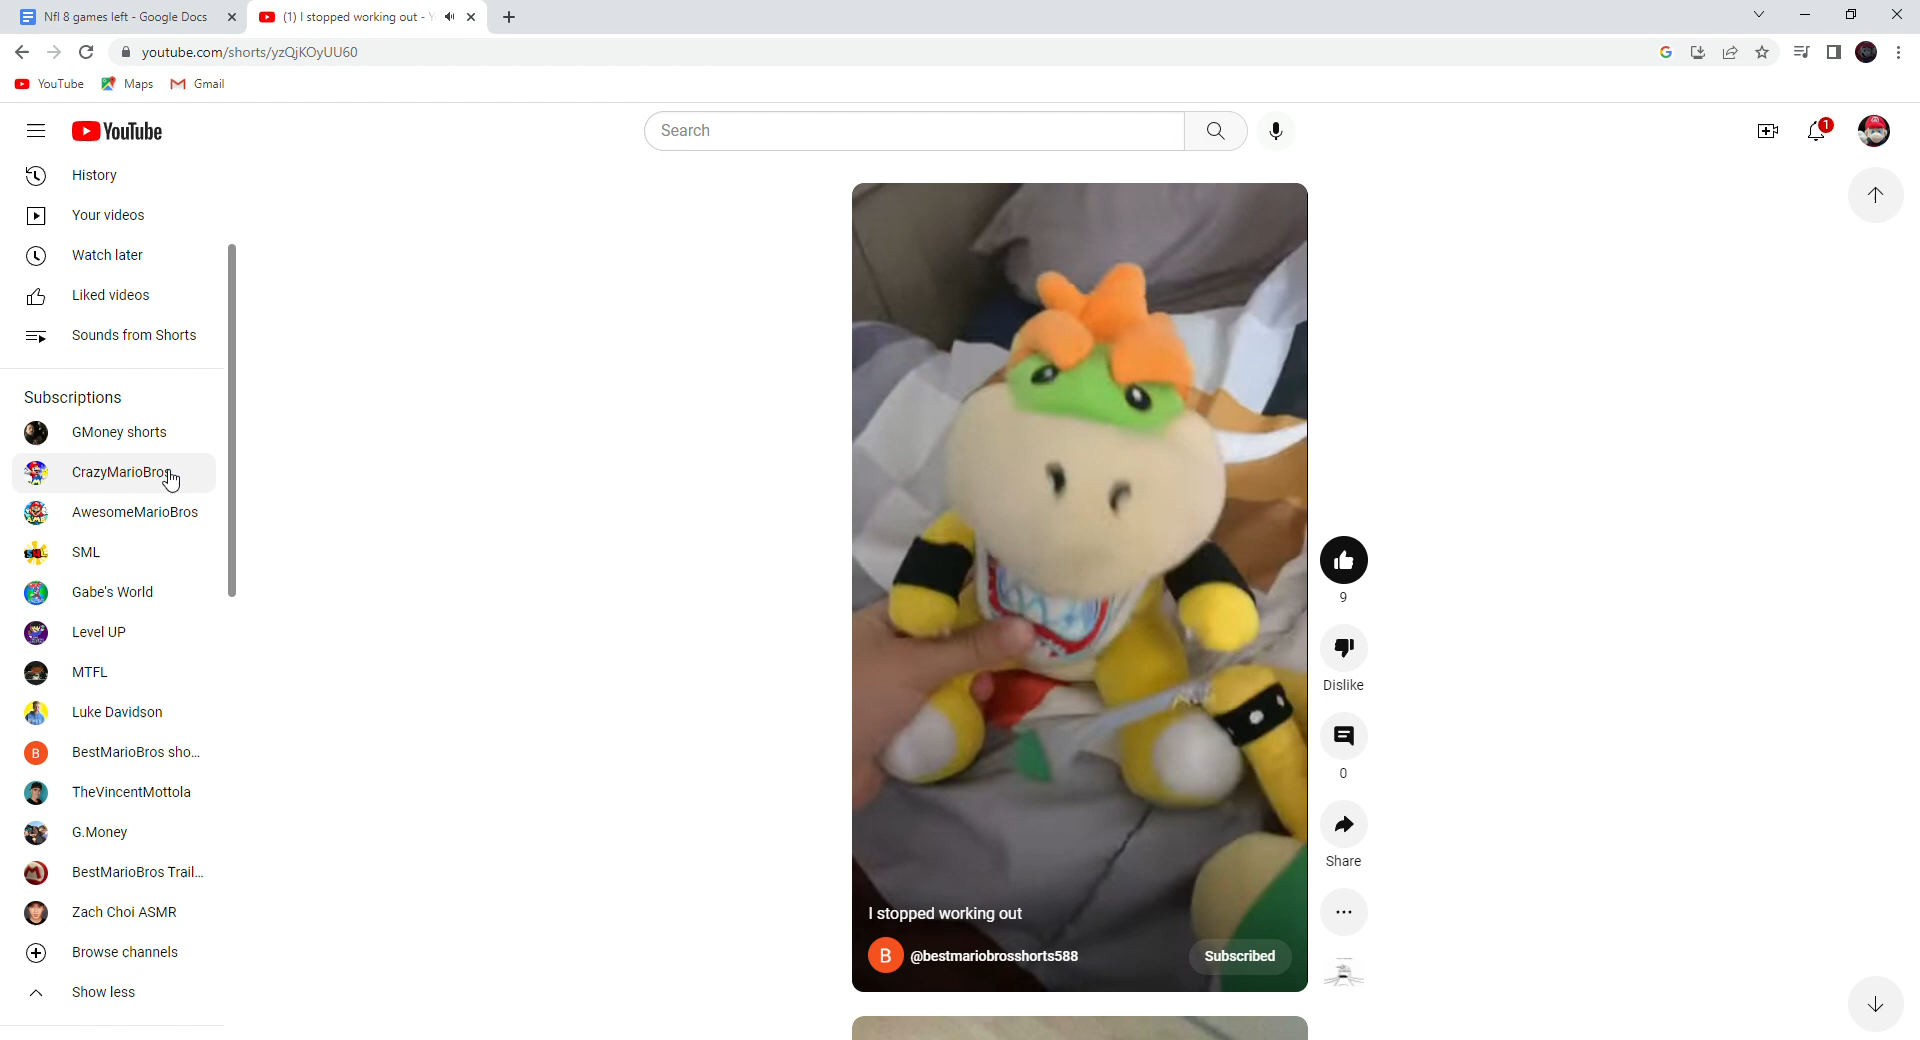 Nfl 8 games left - Google Docs
(1) I stopped working out - Y
youtube.com/shorts/yzQjKOyUU60
YouTube
Maps
Gmail
YouTube
Search
1
History
Your videos
Watch later
Liked videos
Sounds from Shorts
Subscriptions
GMoney shorts
CrazyMarioBros
AwesomeMarioBros
SML
Gabe's World
Level UP
MTFL
Luke Davidson
B BestMarioBros sho...
TheVincentMottola
G.Money
BestMarioBros Trail...
Zach Choi ASMR
Browse channels
Show less
I stopped working out
B @bestmariobrosshorts588
Subscribed
9
Dislike
0
Share